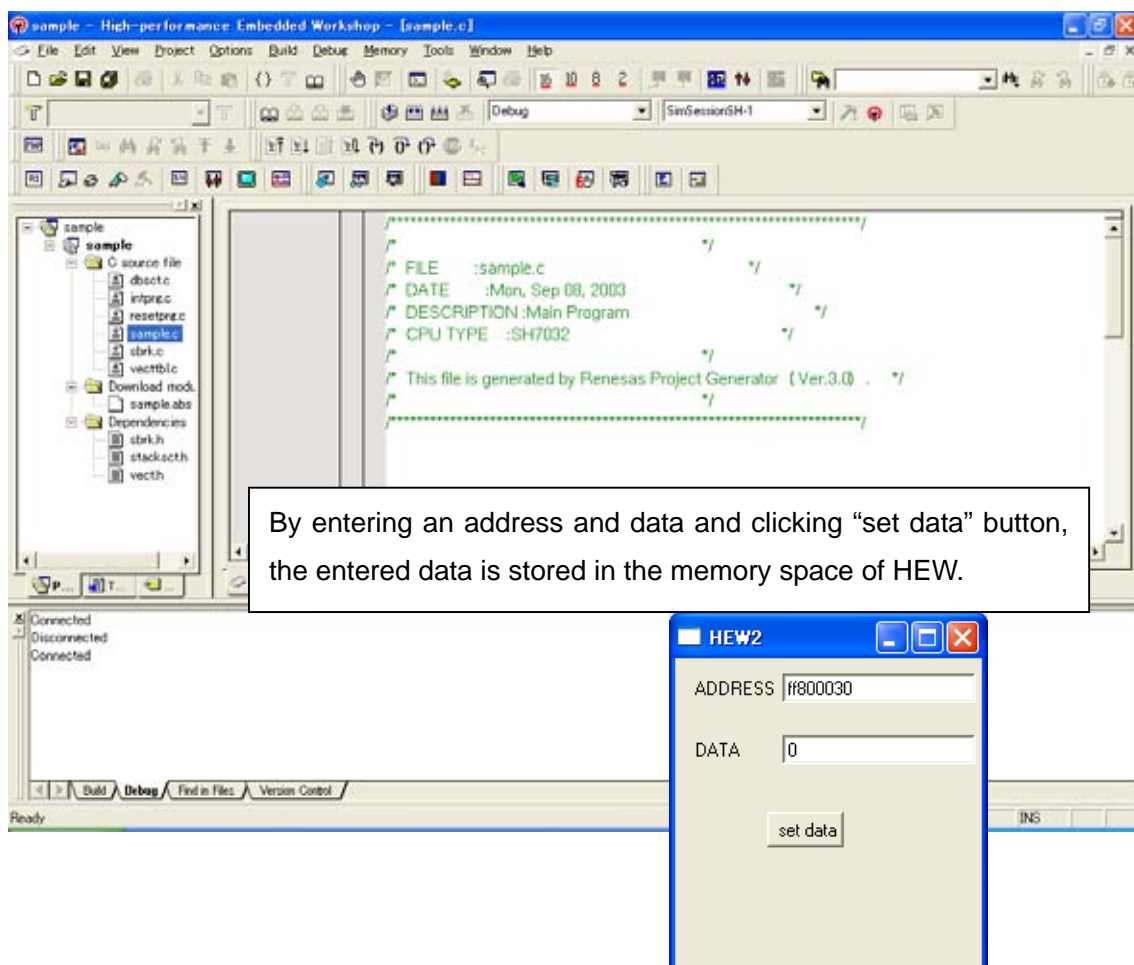 sample - High-performance Embedded Workshop - [sample.c]
File Edit View Project Options Build Debug Memory Tools Window Help
Debug SimSessionSH-1
sample
sample
C source file
dbsct.c
intprg.c
resetprg.c
sample.c
sbrk.c
vecttbl.c
Download modu
sample.abs
Dependencies
sbrk.h
stacksct.h
vect.h
/***********************************************************************/
/* */
/* FILE :sample.c */
/* DATE :Mon, Sep 08, 2003 */
/* DESCRIPTION :Main Program */
/* CPU TYPE :SH7032 */
/* */
/* This file is generated by Renesas Project Generator (Ver.3.0) . */
/* */
/***********************************************************************/
By entering an address and data and clicking “set data” button,
the entered data is stored in the memory space of HEW.
P... T...
Connected
Disconnected
Connected
Build Debug Find in Files Version Control
Ready
INS
HEW2
ADDRESS ff800030
DATA 0
set data